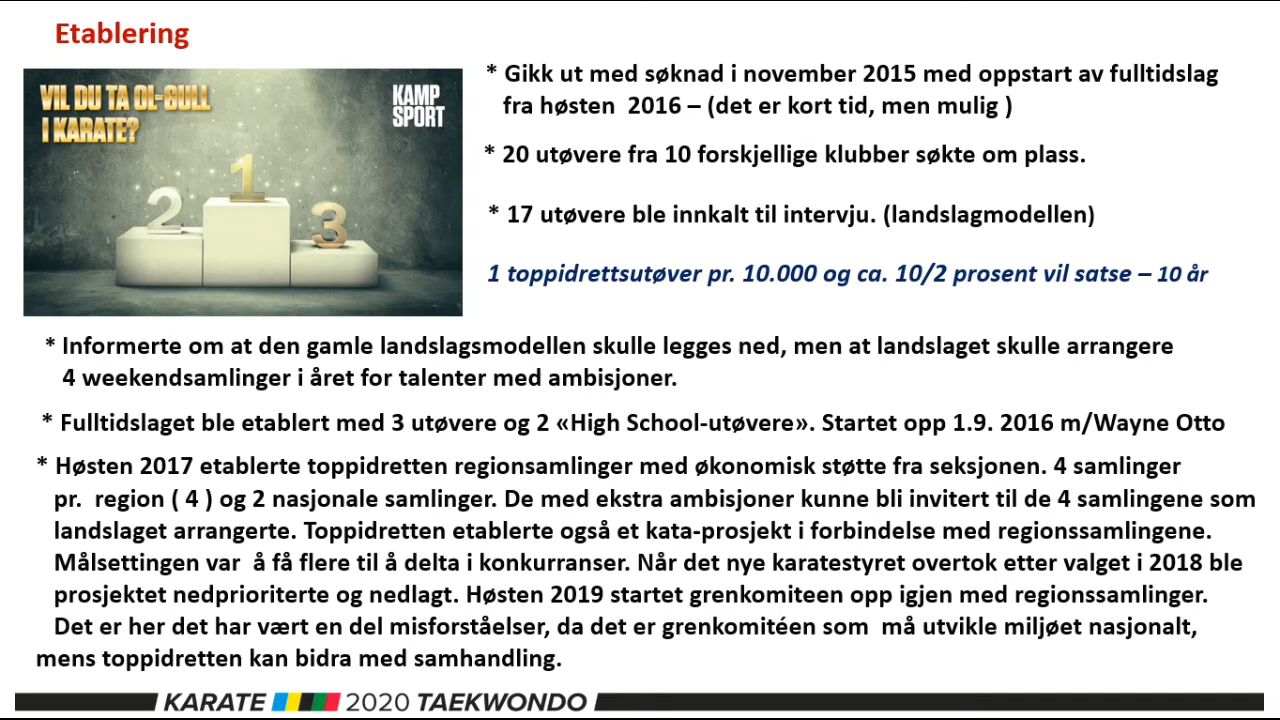 Etablering
VIL DU TA OL-GULL
I KARATE?
KAMP
SPORT
1
2
3
* Gikk ut med søknad i november 2015 med oppstart av fulltidslag
fra høsten 2016 – (det er kort tid, men mulig )
* 20 utøvere fra 10 forskjellige klubber søkte om plass.
* 17 utøvere ble innkalt til intervju. (landslagmodellen)
1 toppidrettsutøver pr. 10.000 og ca. 10/2 prosent vil satse – 10 år
* Informerte om at den gamle landslagsmodellen skulle legges ned, men at landslaget skulle arrangere
4 weekendsamlinger i året for talenter med ambisjoner.
* Fulltidslaget ble etablert med 3 utøvere og 2 «High School-utøvere». Startet opp 1.9. 2016 m/Wayne Otto
* Høsten 2017 etablerte toppidretten regionsamlinger med økonomisk støtte fra seksjonen. 4 samlinger
pr. region ( 4 ) og 2 nasjonale samlinger. De med ekstra ambisjoner kunne bli invitert til de 4 samlingene som
landslaget arrangerte. Toppidretten etablerte også et kata-prosjekt i forbindelse med regionssamlingene.
Målsettingen var å få flere til å delta i konkurranser. Når det nye karatestyret overtok etter valget i 2018 ble
prosjektet nedprioriterte og nedlagt. Høsten 2019 startet grenkomiteen opp igjen med regionssamlinger.
Det er her det har vært en del misforståelser, da det er grenkomitéen som må utvikle miljøet nasjonalt,
mens toppidretten kan bidra med samhandling.
KARATE 2020 TAEKWONDO